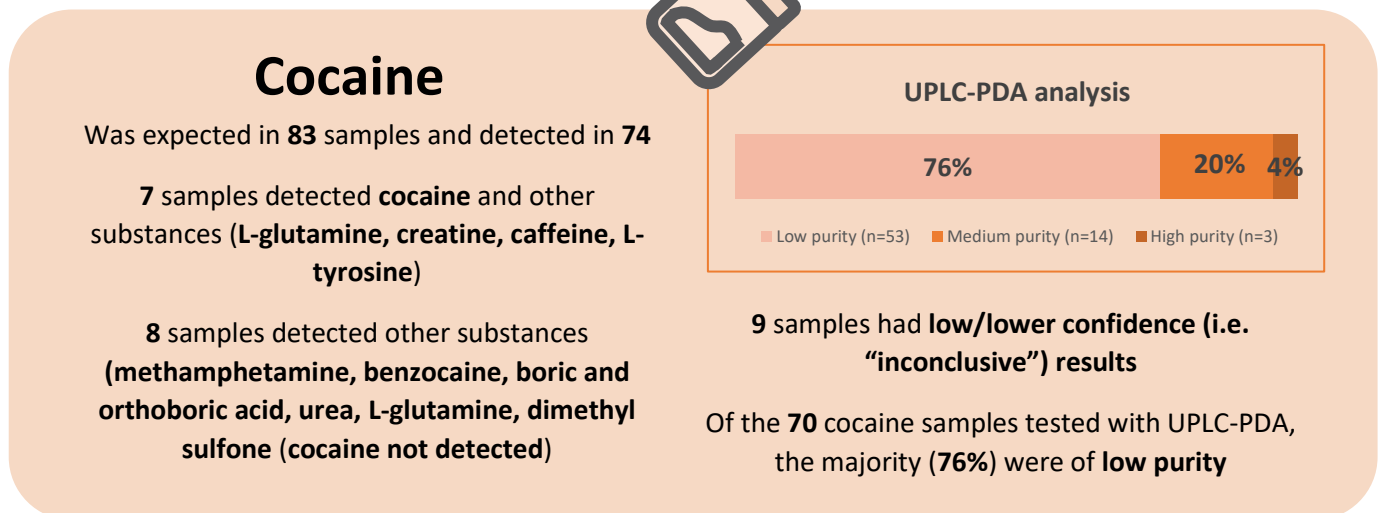 Cocaine
Was expected in 83 samples and detected in 74
7 samples detected cocaine and other
substances (L-glutamine, creatine, caffeine, L-
tyrosine)
8 samples detected other substances
(methamphetamine, benzocaine, boric and
orthoboric acid, urea, L-glutamine, dimethyl
sulfone (cocaine not detected)
UPLC-PDA analysis
76% 20% 4%
Low purity (n=53) Medium purity (n=14) High purity (n=3)
9 samples had low/lower confidence (i.e.
“inconclusive”) results
Of the 70 cocaine samples tested with UPLC-PDA,
the majority (76%) were of low purity